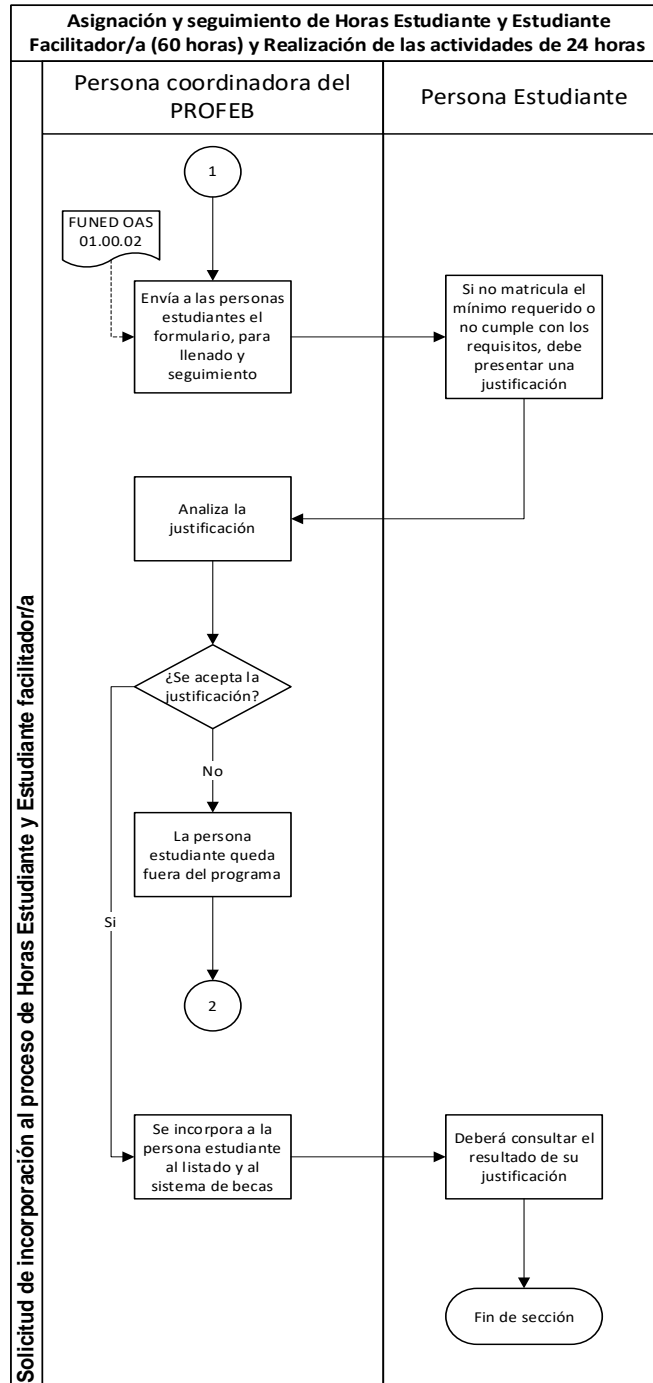 Asignación y seguimiento de Horas Estudiante y Estudiante
Facilitador/a (60 horas) y Realización de las actividades de 24 horas
Solicitud de incorporación al proceso de Horas Estudiante y Estudiante facilitador/a
Persona coordinadora del
PROFEB
Persona Estudiante
1
FUNED OAS
01.00.02
Envía a las personas
estudiantes el
formulario, para
llenado y
seguimiento
Si no matricula el
mínimo requerido o
no cumple con los
requisitos, debe
presentar una
justificación
Analiza la
justificación
¿Se acepta la
justificación?
No
La persona
estudiante queda
fuera del programa
Si
2
Se incorpora a la
persona estudiante
al listado y al
sistema de becas
Deberá consultar el
resultado de su
justificación
Fin de sección